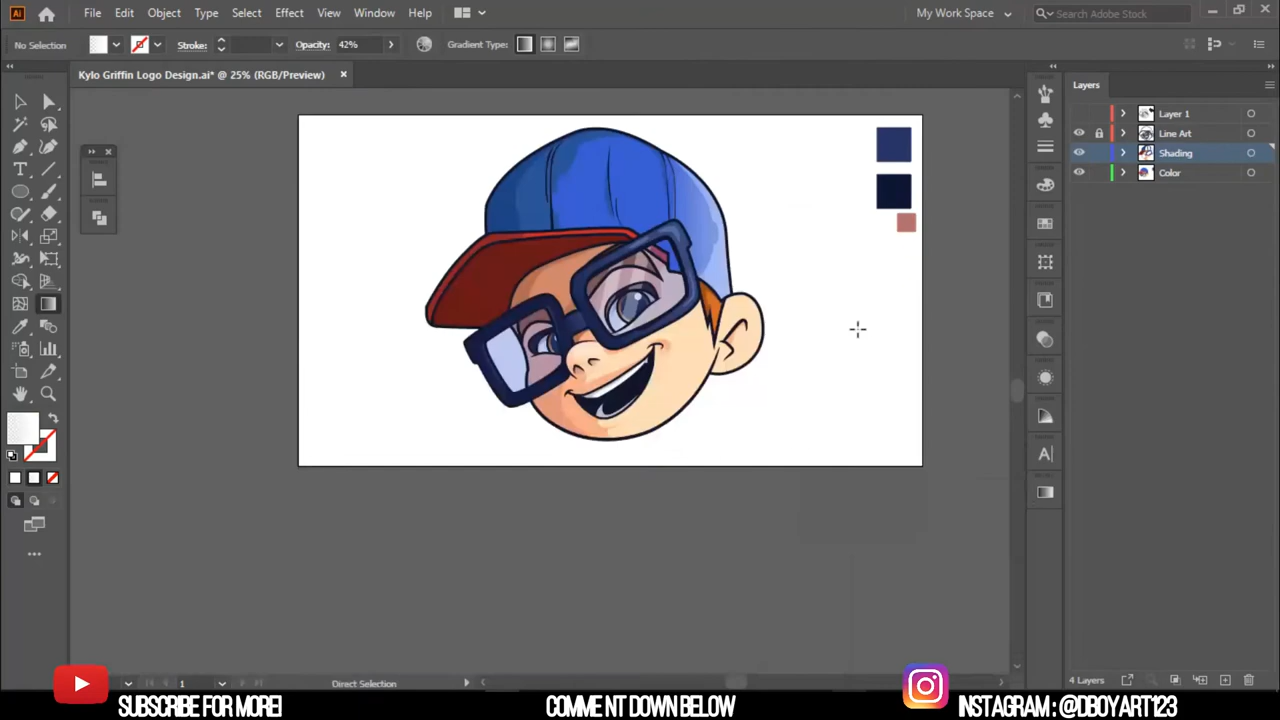 Ai File Edit Object Type Select Effect View Window Help My Work Space Search Adobe Stock
No Selection Stroke: Opacity: 42% Gradient Type:
Kylo Griffin Logo Design.ai* @ 25% (RGB/Preview)
Layers
Layer 1
Line Art
Shading
Color
1 Direct Selection
4 Layers
SUBSCRIBE FOR MORE! COMMENT DOWN BELOW INSTAGRAM : @DBOYART123